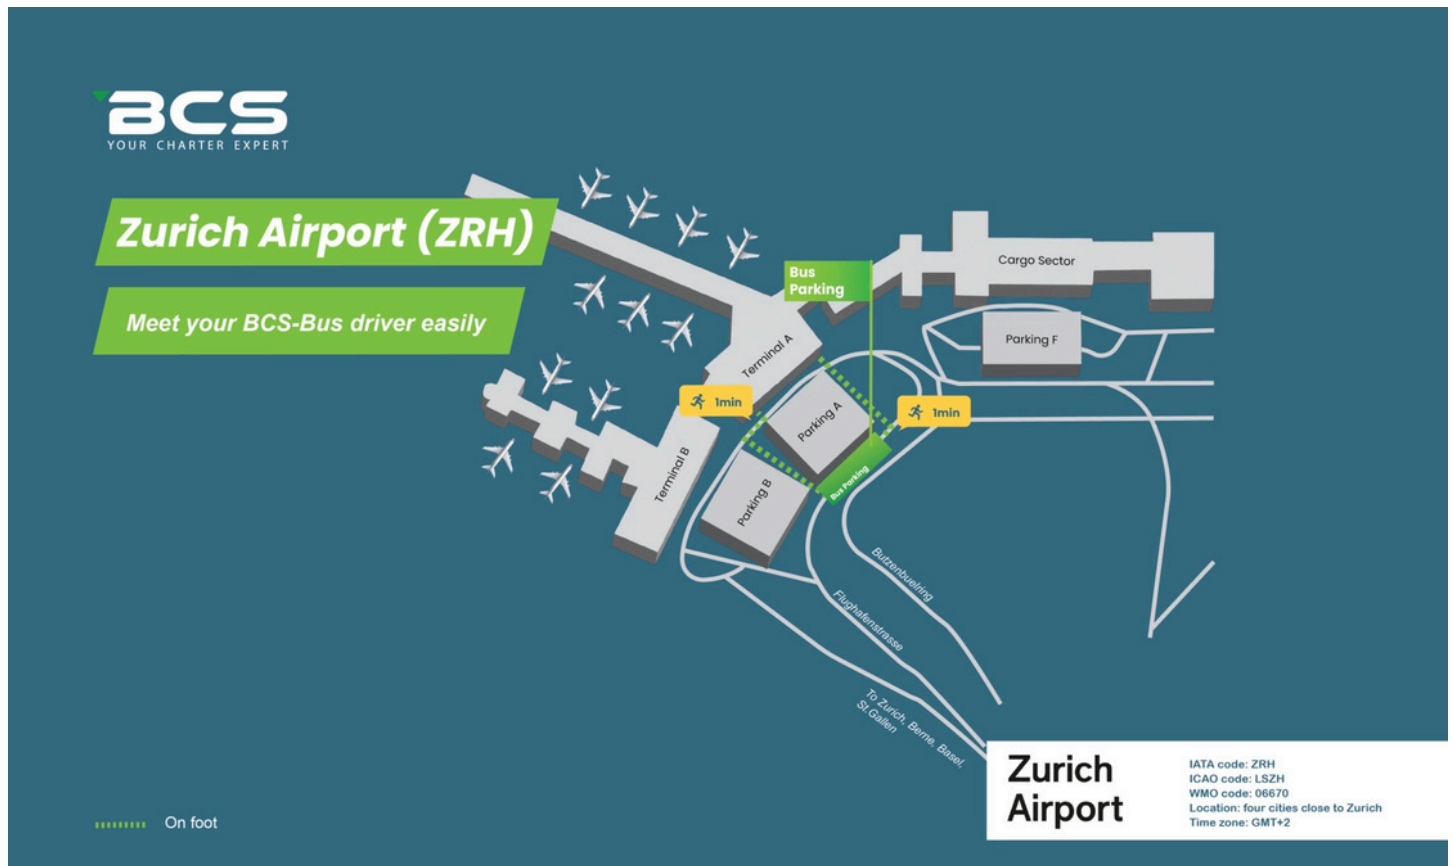 BCS
YOUR CHARTER EXPERT
Zurich Airport (ZRH)
Meet your BCS-Bus driver easily
Bus
Parking
Cargo Sector
Parking F
Terminal A
1min
Parking A
1min
Terminal B
Parking B
Bus Parking
Butzenbuelring
Flughafenstrasse
To Zurich, Berne, Basel,
St.Gallen
On foot
Zurich
Airport
IATA code: ZRH
ICAO code: LSZH
WMO code: 06670
Location: four cities close to Zurich
Time zone: GMT+2